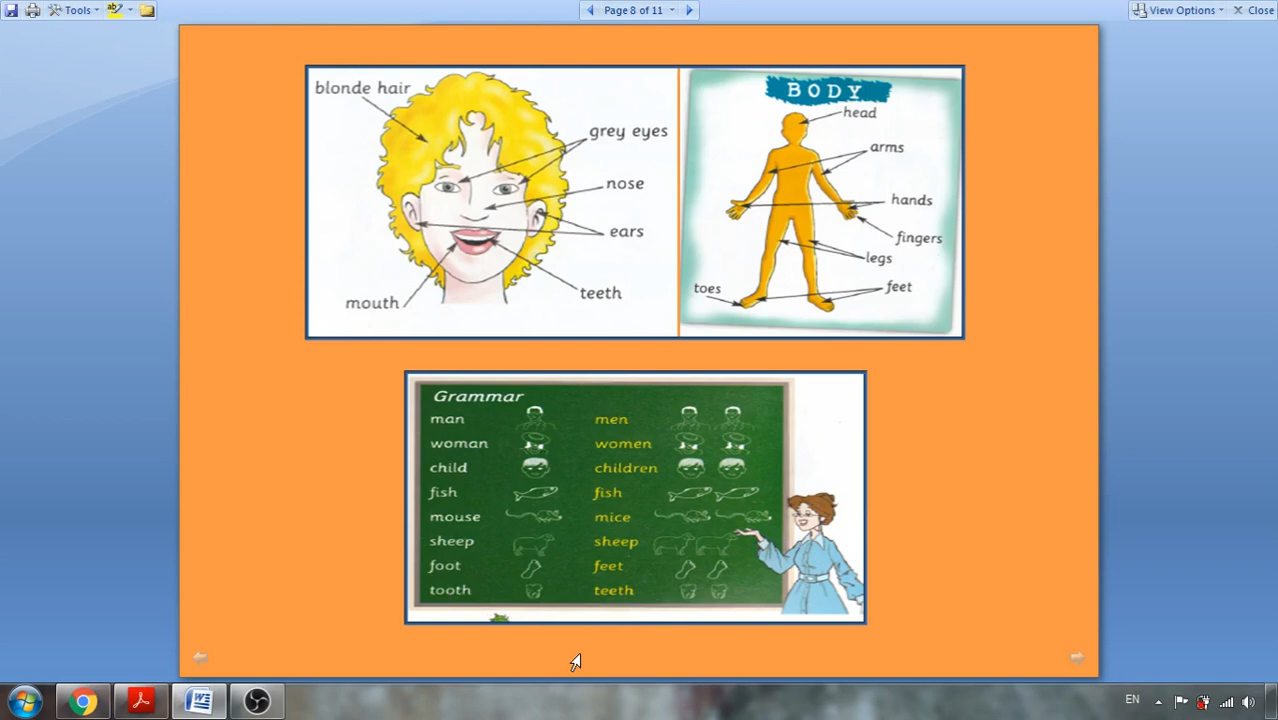 Tools
Page 8 of 11
View Options
Close
blonde hair
grey eyes
nose
ears
teeth
mouth
BODY
head
arms
hands
fingers
legs
toes
feet
Grammar
man men
woman women
child children
fish fish
mouse mice
sheep sheep
foot feet
tooth teeth
EN